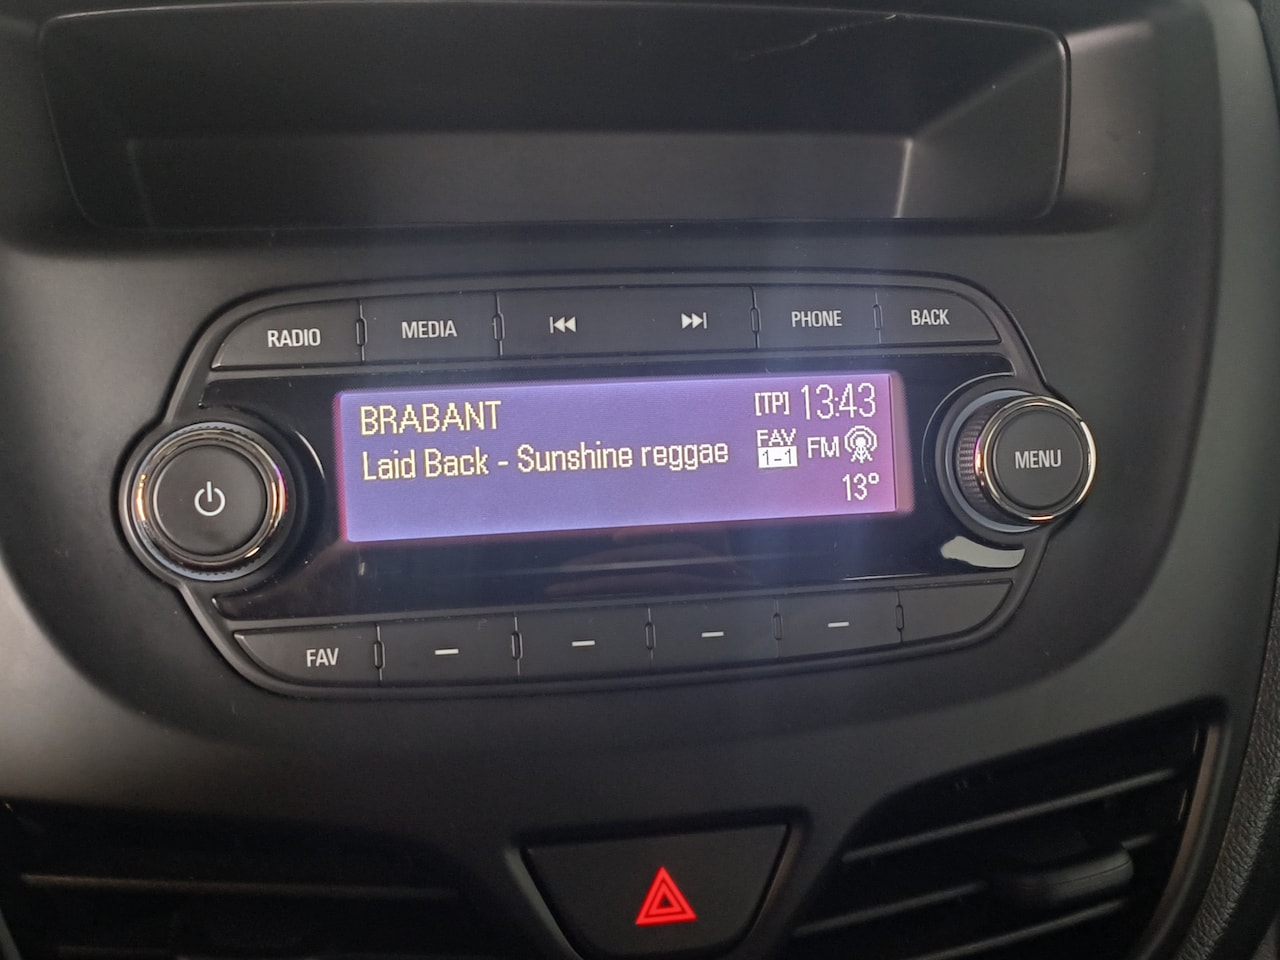 RADIO MEDIA PHONE BACK
BRABANT [TP] 13:43
Laid Back - Sunshine reggae FAV 1-1 FM
13°
MENU
FAV